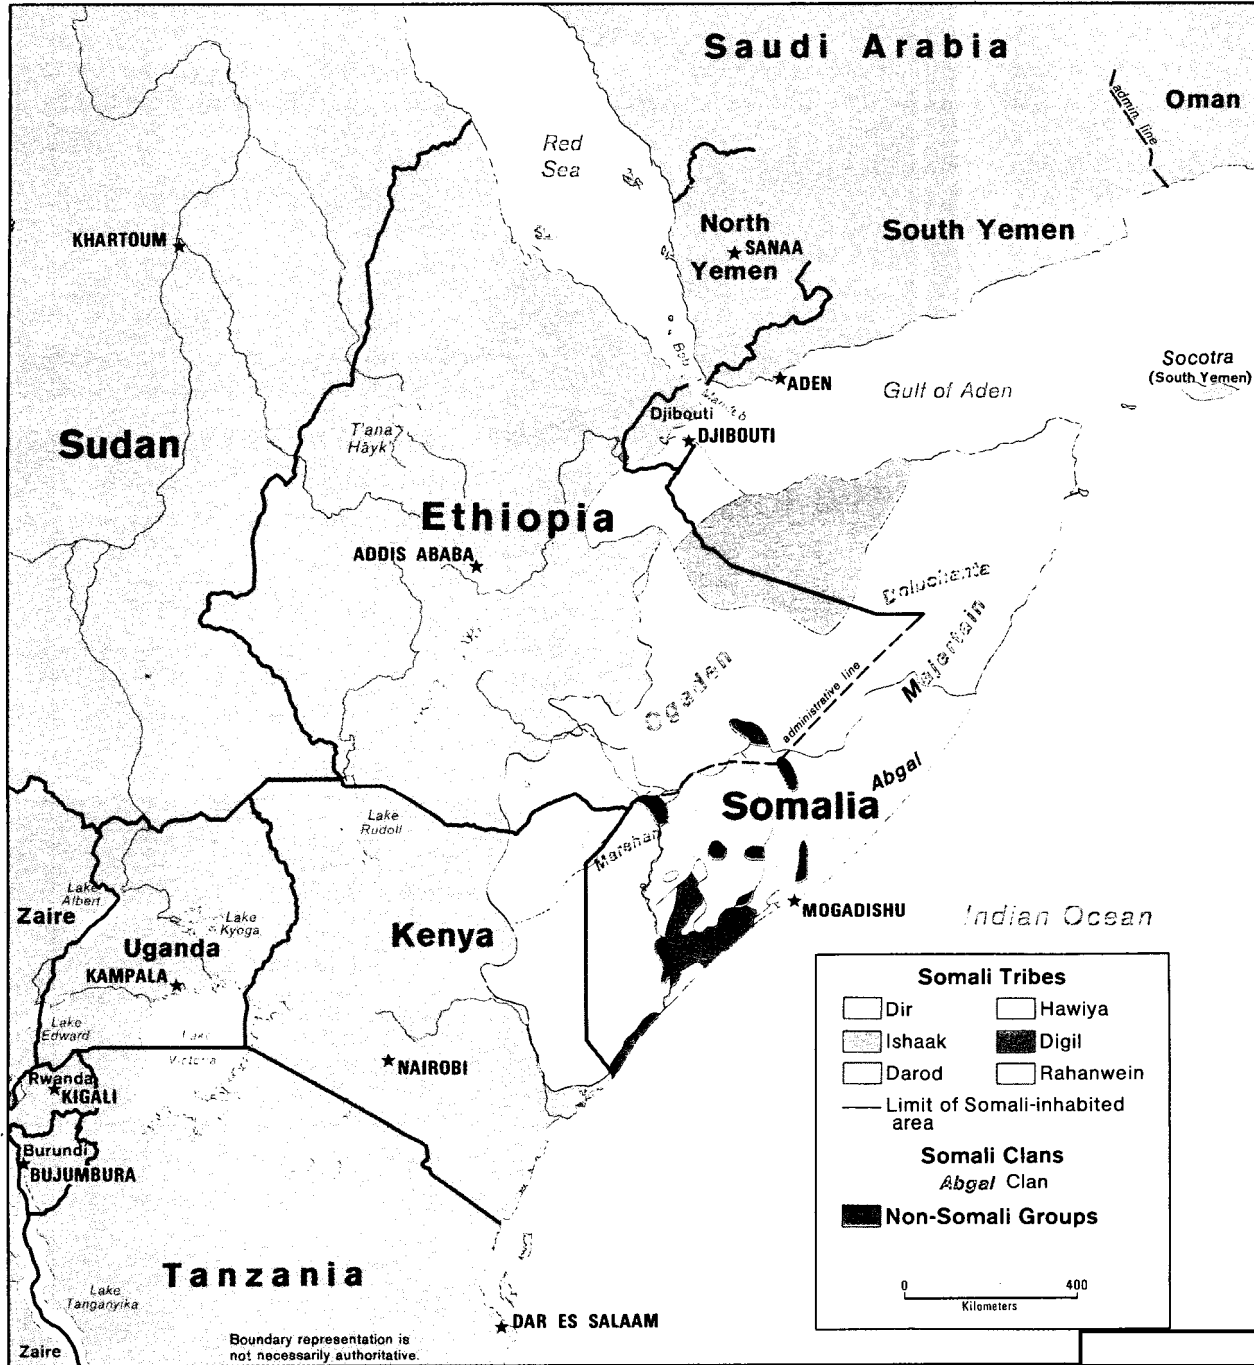 Saudi Arabia
Oman
admin. line
Red
Sea
North
Yemen
SANAA
South Yemen
KHARTOUM
Socotra
(South Yemen)
ADEN
Gulf of Aden
Bab
Djibouti
DJIBOUTI
T'ana
Hāyk'
Sudan
Ethiopia
ADDIS ABABA
Dolubhanta
Majertain
Ogaden
administrative line
Abgal
Somalia
Marehan
Lake
Rudolf
Lake
Albert
Zaire
Lake
Kyoga
Uganda
KAMPALA
Kenya
MOGADISHU
Indian Ocean
Lake
Edward
Lake
Victoria
NAIROBI
Rwanda
KIGALI
Burundi
BUJUMBURA
Tanzania
Lake
Tanganyika
DAR ES SALAAM
Zaire
Boundary representation is
not necessarily authoritative.
Somali Tribes
Dir
Hawiya
Ishaak
Digil
Darod
Rahanwein
Limit of Somali-inhabited
area
Somali Clans
Abgal Clan
Non-Somali Groups
0 400
Kilometers